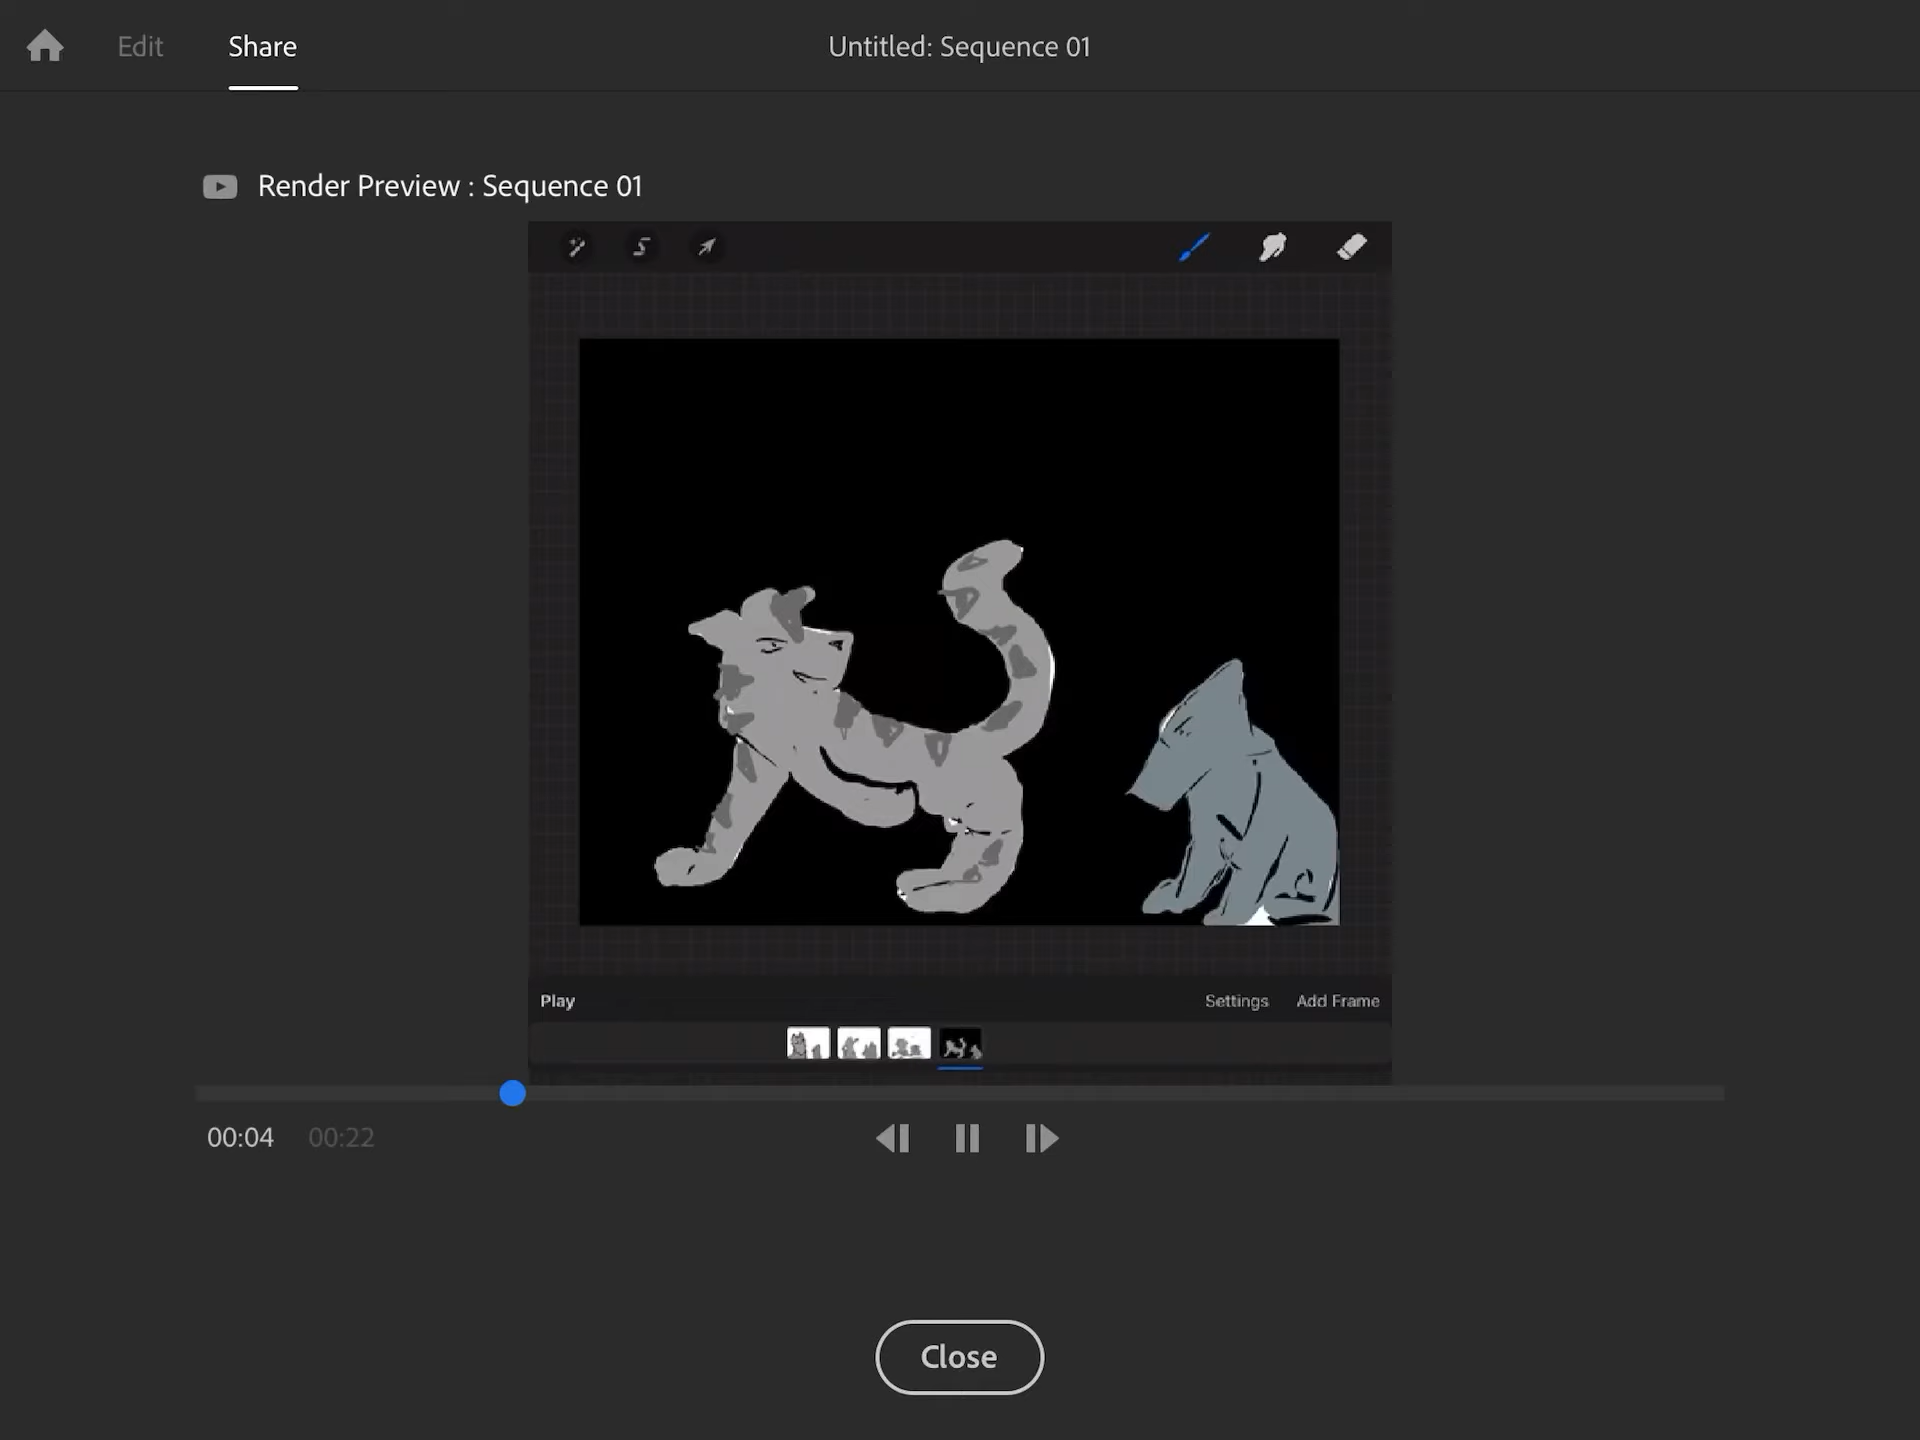 Edit
Share
Untitled: Sequence 01
Render Preview : Sequence 01
Play
Settings
Add Frame
00:04
00:22
Close